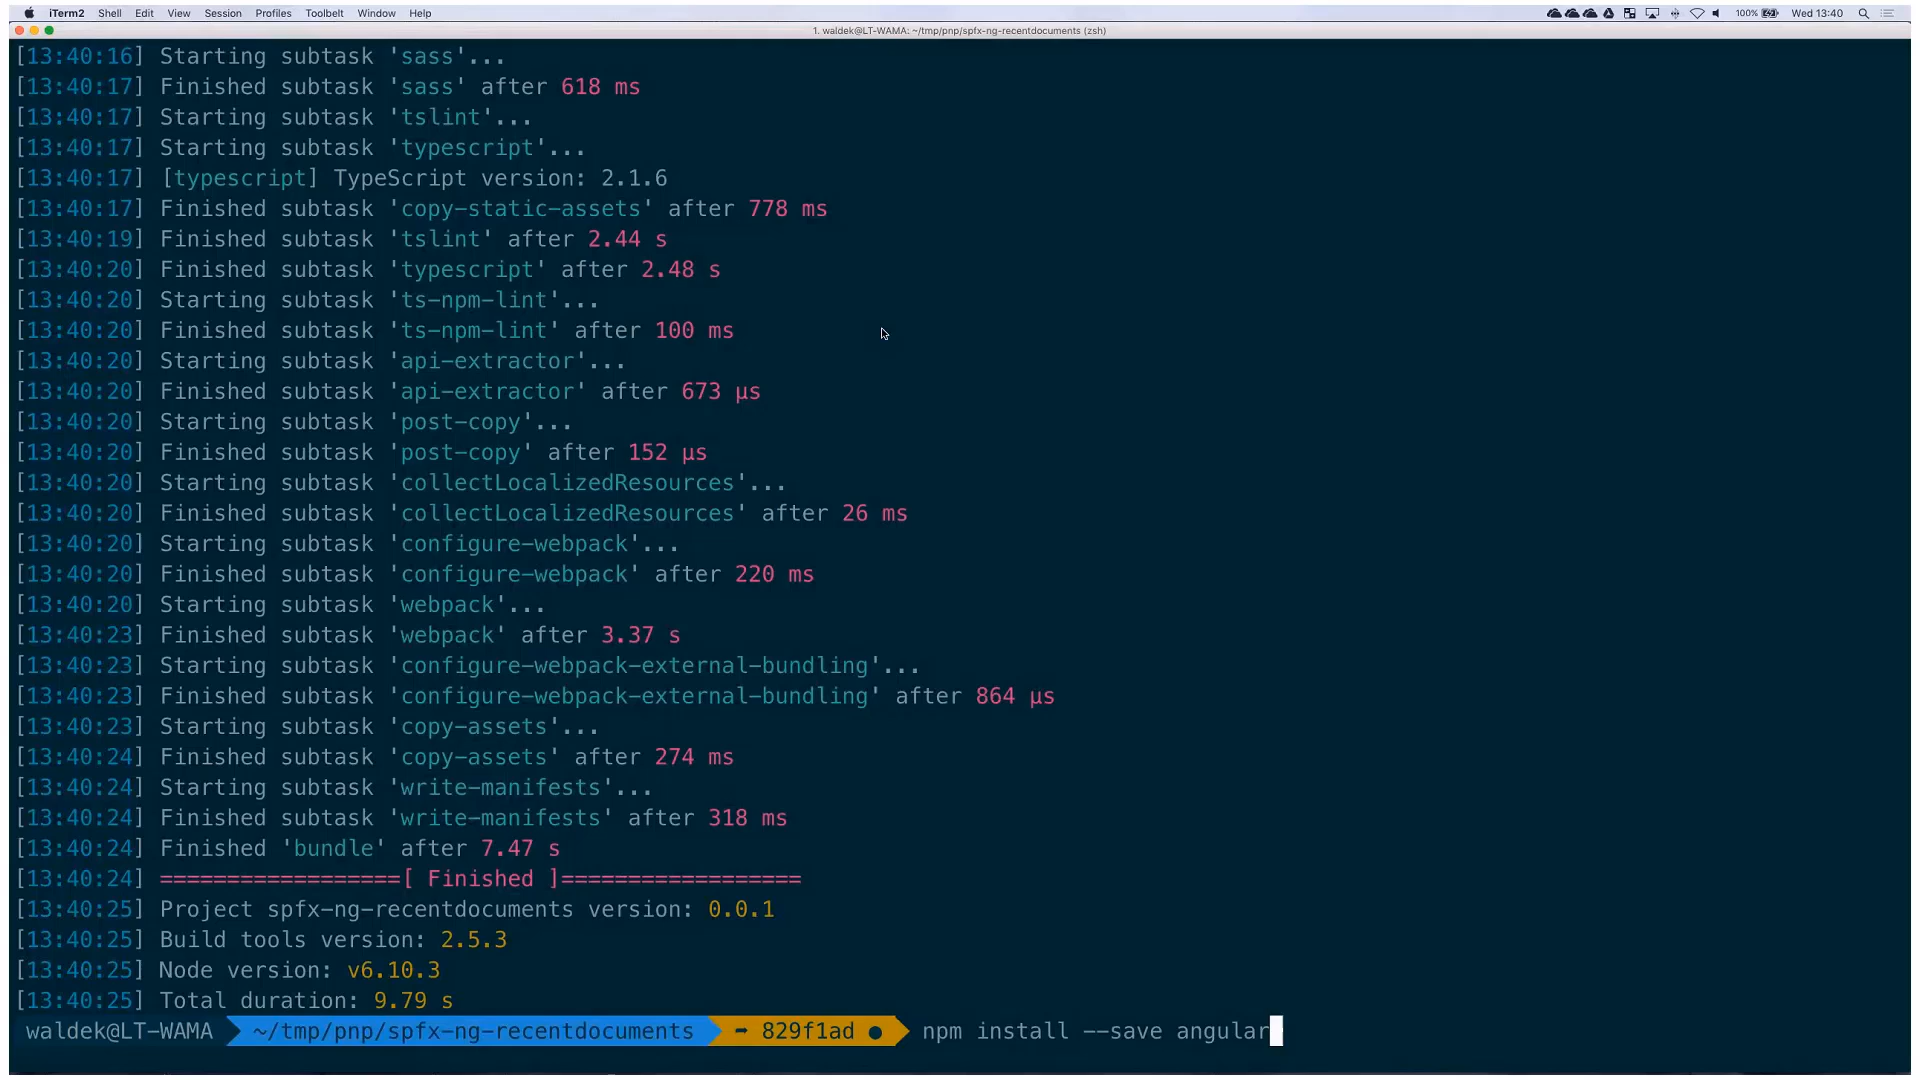 iTerm2 Shell Edit View Session Profiles Toolbelt Window Help 100% Wed 13:40
1. waldek@LT-WAMA: ~/tmp/pnp/spfx-ng-recentdocuments (zsh)
[13:40:16] Starting subtask 'sass'...
[13:40:17] Finished subtask 'sass' after 618 ms
[13:40:17] Starting subtask 'tslint'...
[13:40:17] Starting subtask 'typescript'...
[13:40:17] [typescript] TypeScript version: 2.1.6
[13:40:17] Finished subtask 'copy-static-assets' after 778 ms
[13:40:19] Finished subtask 'tslint' after 2.44 s
[13:40:20] Finished subtask 'typescript' after 2.48 s
[13:40:20] Starting subtask 'ts-npm-lint'...
[13:40:20] Finished subtask 'ts-npm-lint' after 100 ms
[13:40:20] Starting subtask 'api-extractor'...
[13:40:20] Finished subtask 'api-extractor' after 673 μs
[13:40:20] Starting subtask 'post-copy'...
[13:40:20] Finished subtask 'post-copy' after 152 μs
[13:40:20] Starting subtask 'collectLocalizedResources'...
[13:40:20] Finished subtask 'collectLocalizedResources' after 26 ms
[13:40:20] Starting subtask 'configure-webpack'...
[13:40:20] Finished subtask 'configure-webpack' after 220 ms
[13:40:20] Starting subtask 'webpack'...
[13:40:23] Finished subtask 'webpack' after 3.37 s
[13:40:23] Starting subtask 'configure-webpack-external-bundling'...
[13:40:23] Finished subtask 'configure-webpack-external-bundling' after 864 μs
[13:40:23] Starting subtask 'copy-assets'...
[13:40:24] Finished subtask 'copy-assets' after 274 ms
[13:40:24] Starting subtask 'write-manifests'...
[13:40:24] Finished subtask 'write-manifests' after 318 ms
[13:40:24] Finished 'bundle' after 7.47 s
[13:40:24] ==================[ Finished ]==================
[13:40:25] Project spfx-ng-recentdocuments version: 0.0.1
[13:40:25] Build tools version: 2.5.3
[13:40:25] Node version: v6.10.3
[13:40:25] Total duration: 9.79 s
waldek@LT-WAMA ~/tmp/pnp/spfx-ng-recentdocuments ➦ 829f1ad ● npm install --save angular